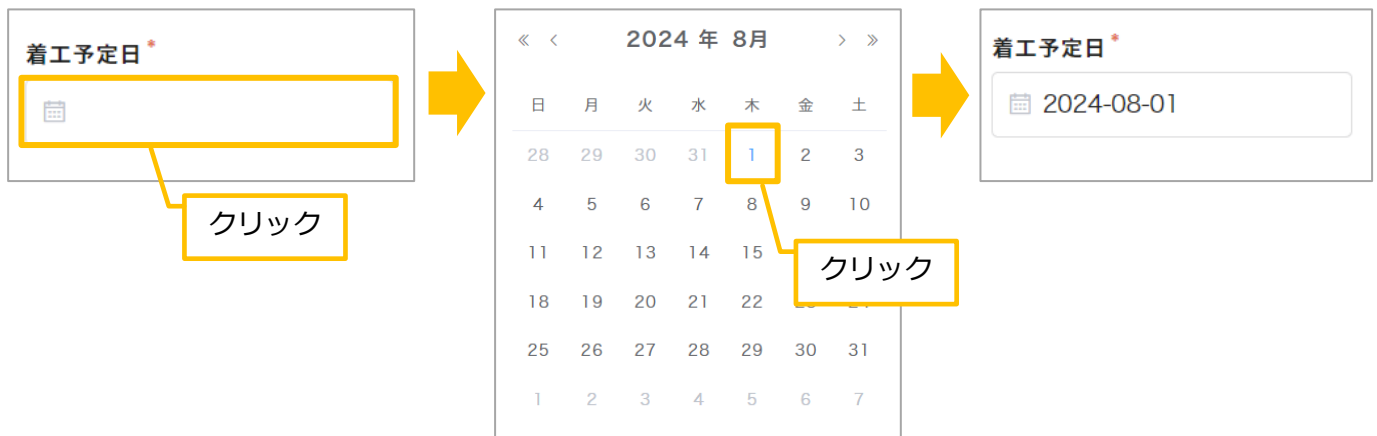 着工予定日*
クリック
« < 2024 年 8月 > »
日 月 火 水 木 金 土
28 29 30 31 1 2 3
4 5 6 7 8 9 10
11 12 13 14 15
クリック
18 19 20 21 22
25 26 27 28 29 30 31
1 2 3 4 5 6 7
着工予定日*
2024-08-01